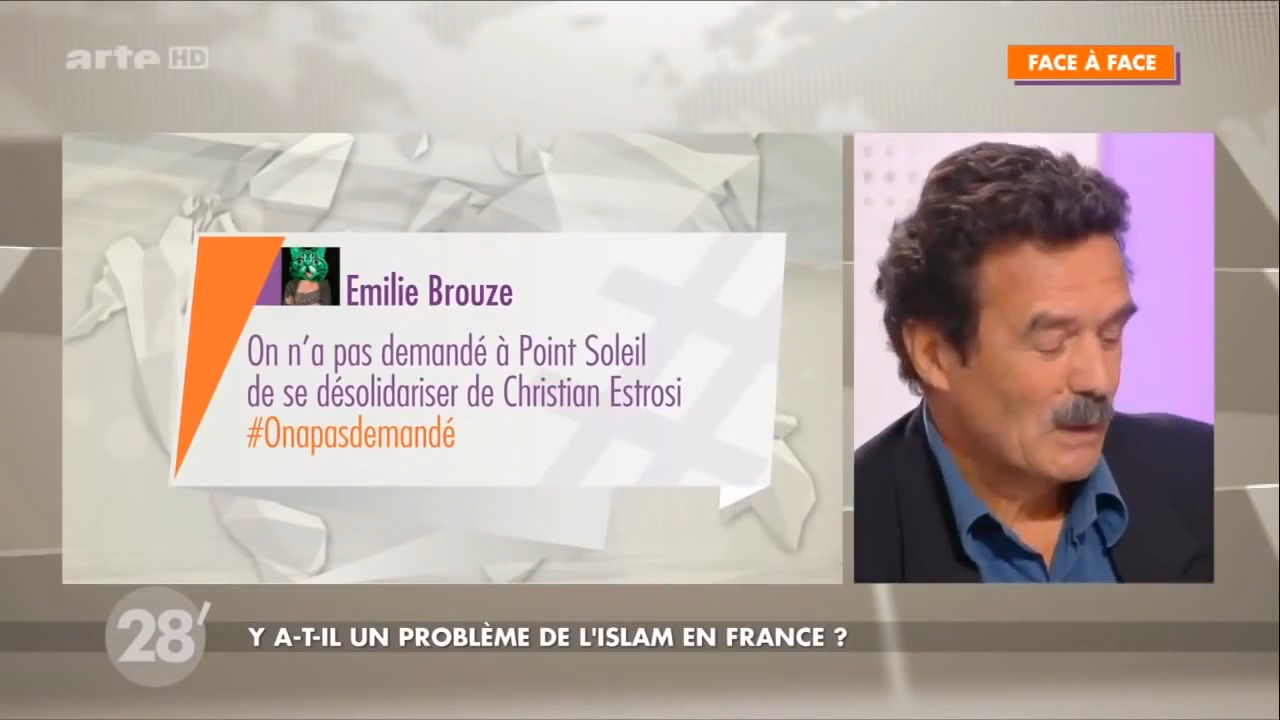 arte HD
FACE À FACE
Emilie Brouze
On n'a pas demandé à Point Soleil
de se désolidariser de Christian Estrosi
#Onapasdemandé
28'
Y A-T-IL UN PROBLÈME DE L'ISLAM EN FRANCE ?